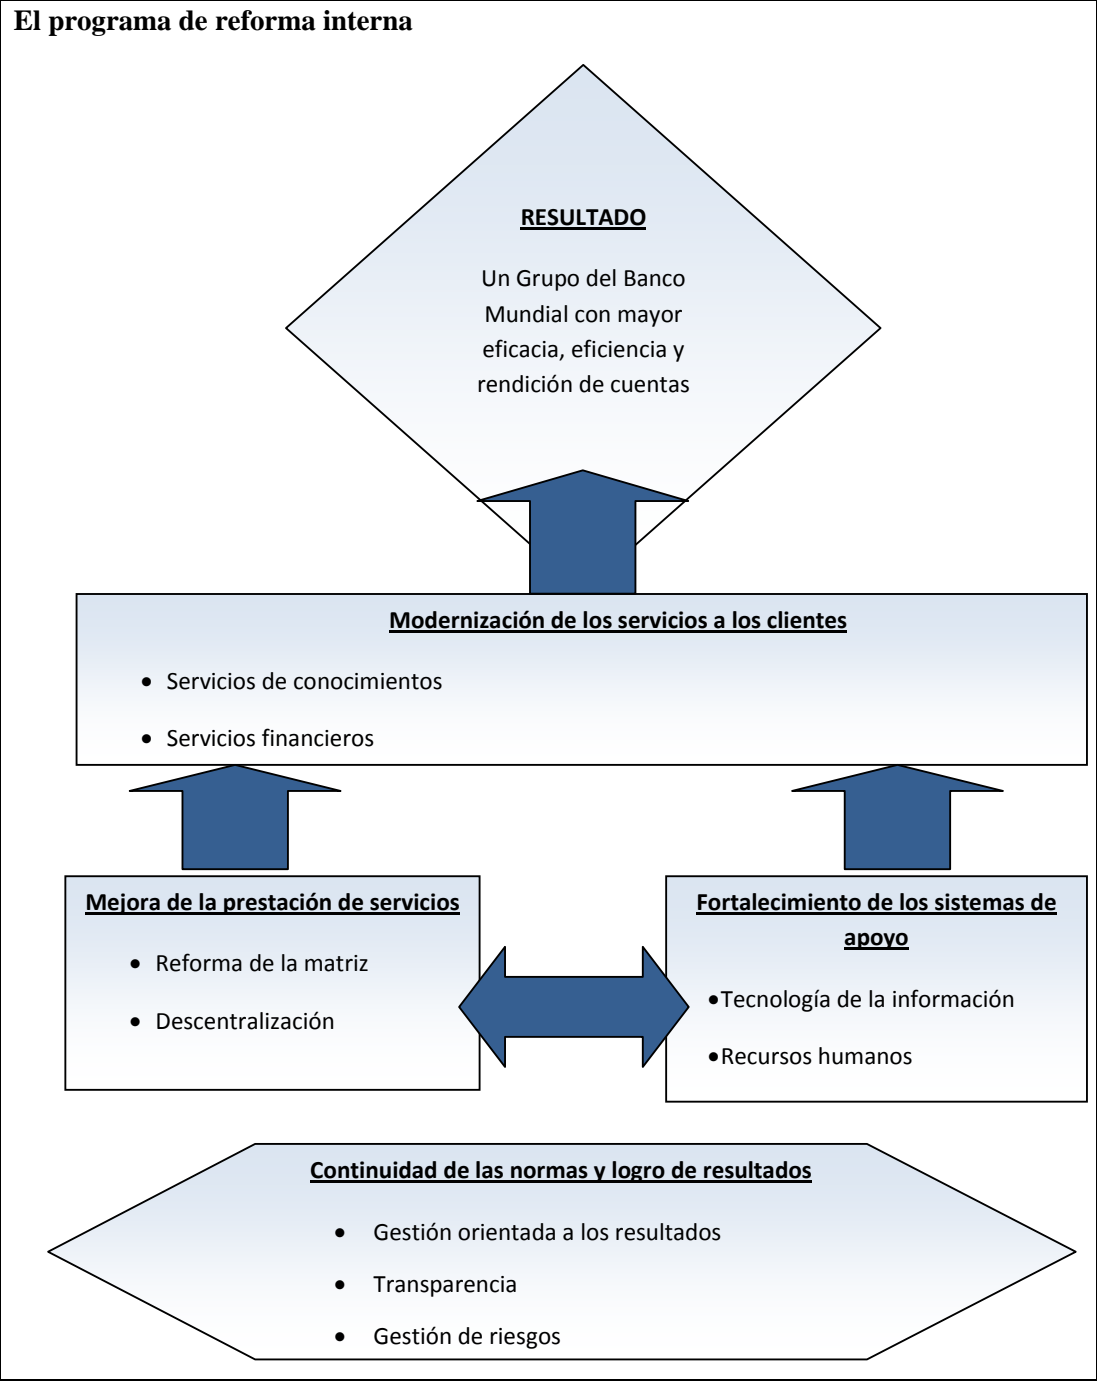 El programa de reforma interna
RESULTADO
Un Grupo del Banco
Mundial con mayor
eficacia, eficiencia y
rendición de cuentas
Modernización de los servicios a los clientes
• Servicios de conocimientos
• Servicios financieros
Mejora de la prestación de servicios
• Reforma de la matriz
• Descentralización
Fortalecimiento de los sistemas de
apoyo
•Tecnología de la información
•Recursos humanos
Continuidad de las normas y logro de resultados
• Gestión orientada a los resultados
• Transparencia
• Gestión de riesgos